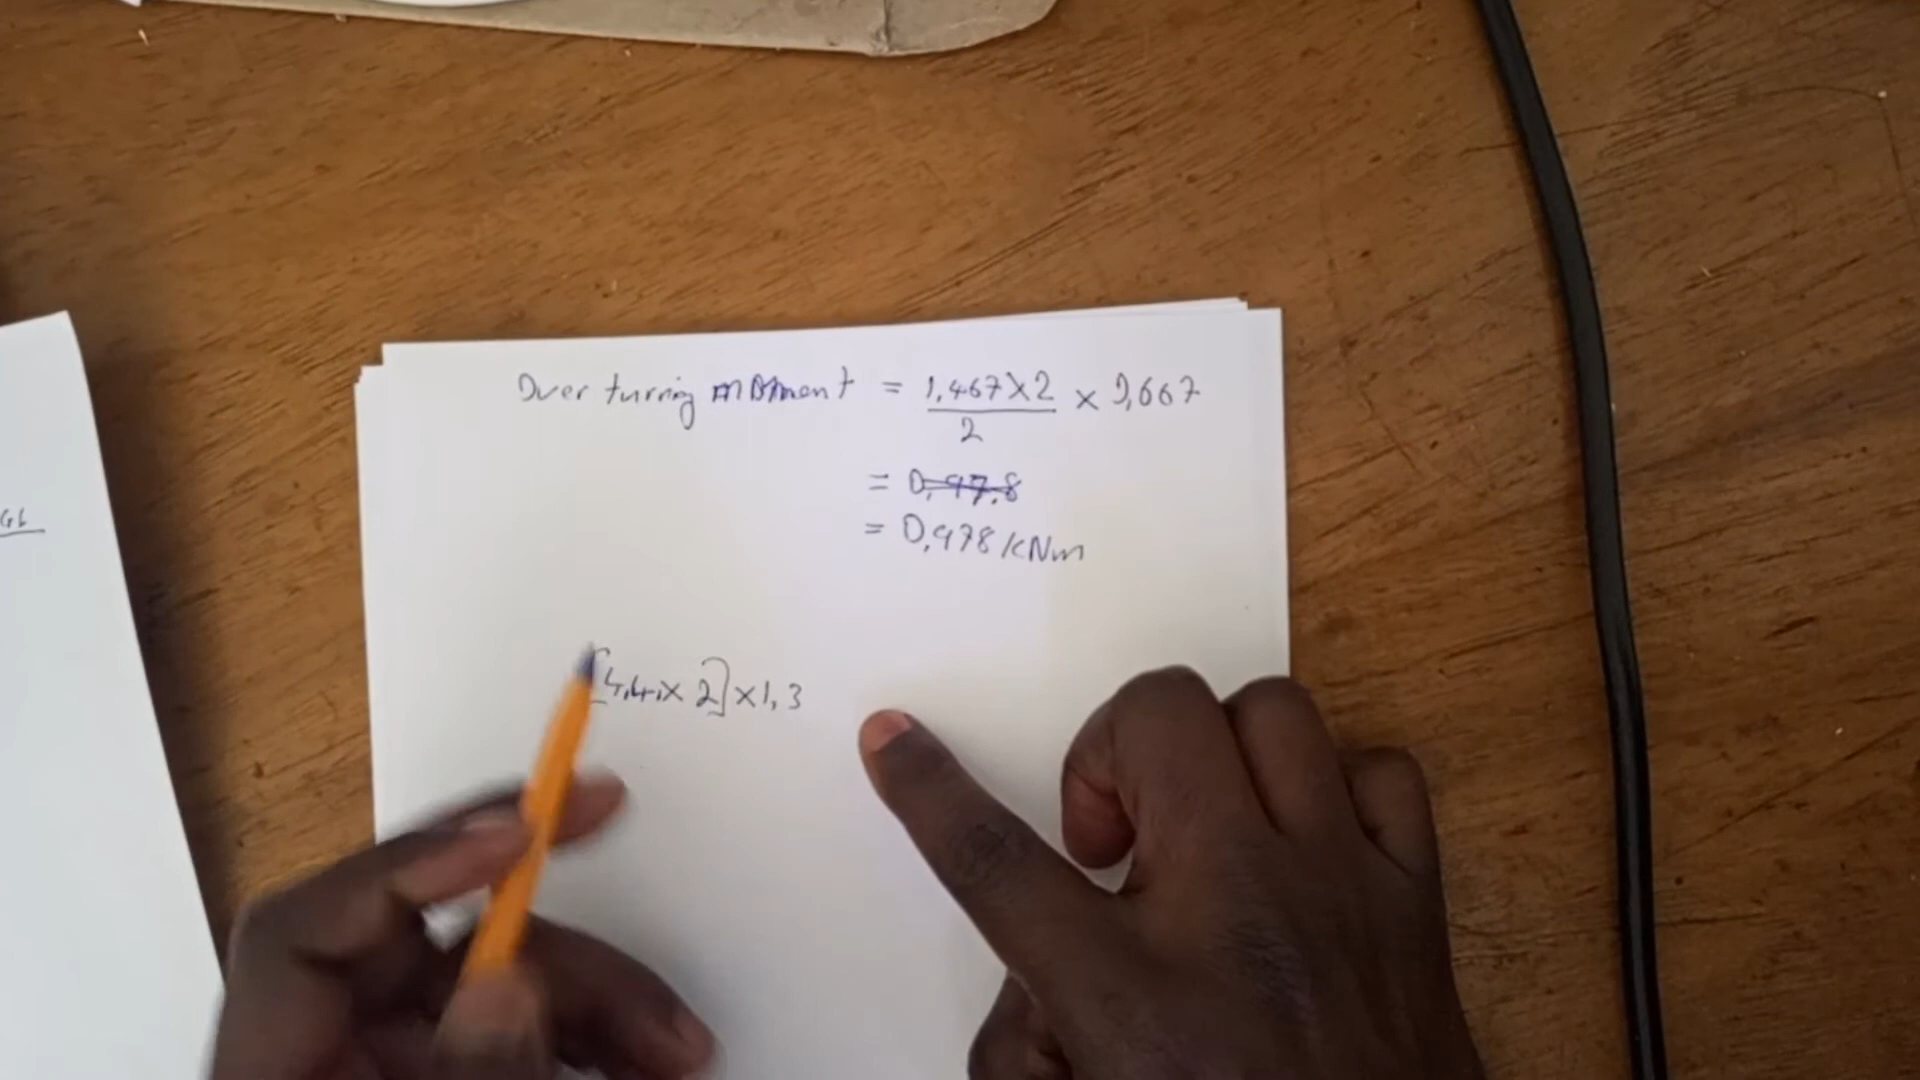 Over turning moment = 1,467 × 2 / 2 × 0,667
= 0,97.8
= 0,978 kNm
[4,4 × 2] × 1,3